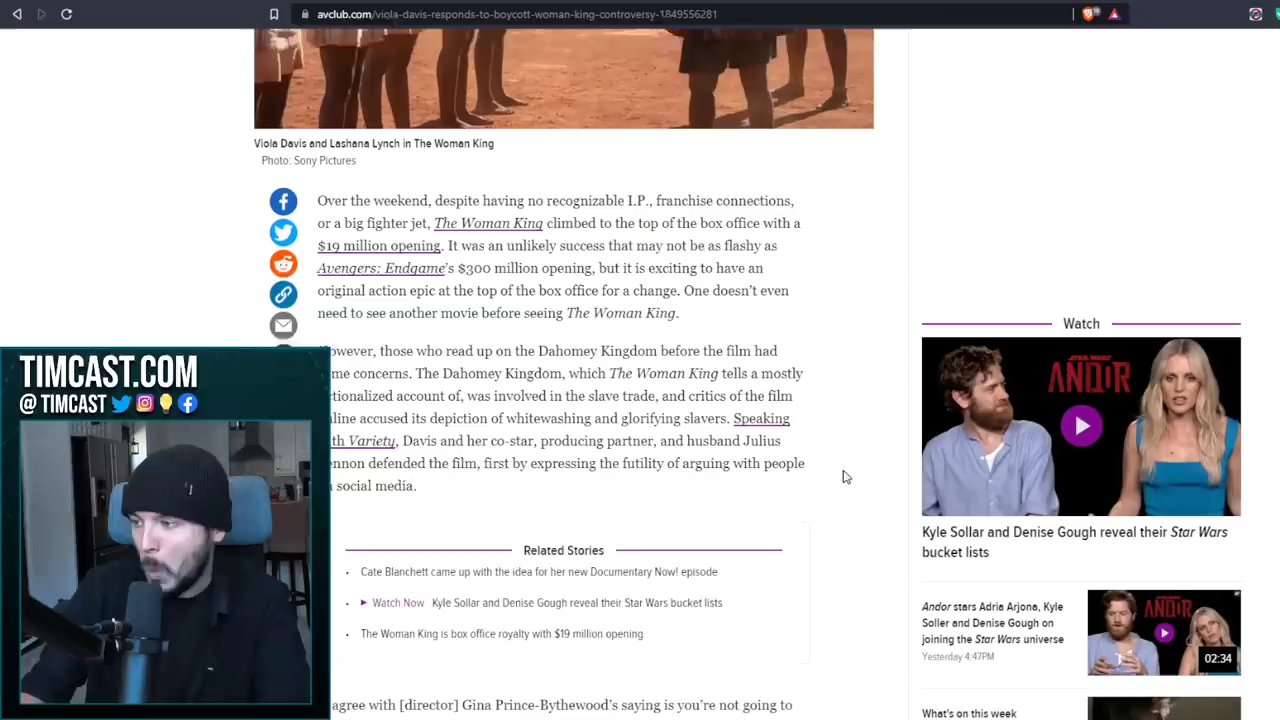 avclub.com/viola-davis-responds-to-boycott-woman-king-controversy-1849556281
Viola Davis and Lashana Lynch in The Woman King
Photo: Sony Pictures
Over the weekend, despite having no recognizable I.P., franchise connections,
or a big fighter jet, The Woman King climbed to the top of the box office with a
$19 million opening. It was an unlikely success that may not be as flashy as
Avengers: Endgame's $300 million opening, but it is exciting to have an
original action epic at the top of the box office for a change. One doesn't even
need to see another movie before seeing The Woman King.
owever, those who read up on the Dahomey Kingdom before the film had
me concerns. The Dahomey Kingdom, which The Woman King tells a mostly
ctionalized account of, was involved in the slave trade, and critics of the film
line accused its depiction of whitewashing and glorifying slavers. Speaking
th Variety, Davis and her co-star, producing partner, and husband Julius
ennon defended the film, first by expressing the futility of arguing with people
social media.
Related Stories
Cate Blanchett came up with the idea for her new Documentary Now! episode
Watch Now Kyle Sollar and Denise Gough reveal their Star Wars bucket lists
The Woman King is box office royalty with $19 million opening
agree with [director] Gina Prince-Bythewood's saying is you're not going to
TIMCAST.COM
@ TIMCAST
Watch
STAR WARS
ANDOR
Kyle Sollar and Denise Gough reveal their Star Wars
bucket lists
Andor stars Adria Arjona, Kyle
Soller and Denise Gough on
joining the Star Wars universe
Yesterday 4:47PM
ANDOR
02:34
What's on this week